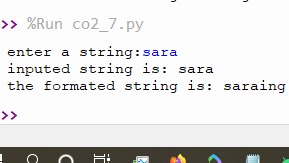 >> %Run co2_7.py
enter a string:sara
inputed string is: sara
the formated string is: saraing
>>